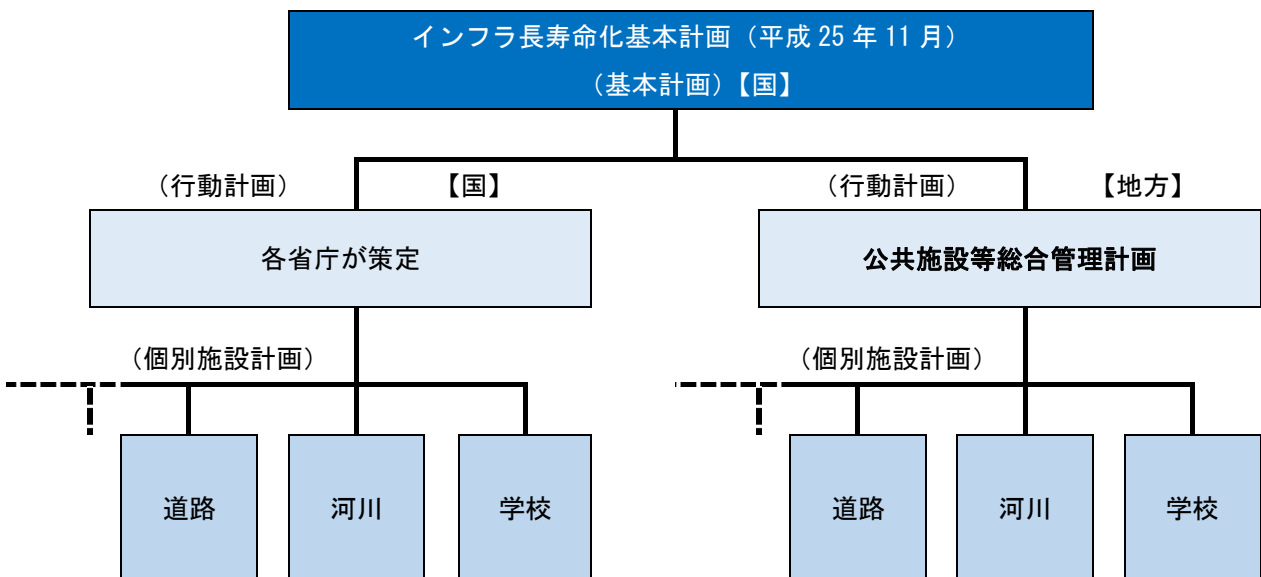 インフラ長寿命化基本計画（平成 25 年 11 月）
（基本計画）【国】
（行動計画） 【国】
（行動計画） 【地方】
各省庁が策定
公共施設等総合管理計画
（個別施設計画）
（個別施設計画）
道路
河川
学校
道路
河川
学校